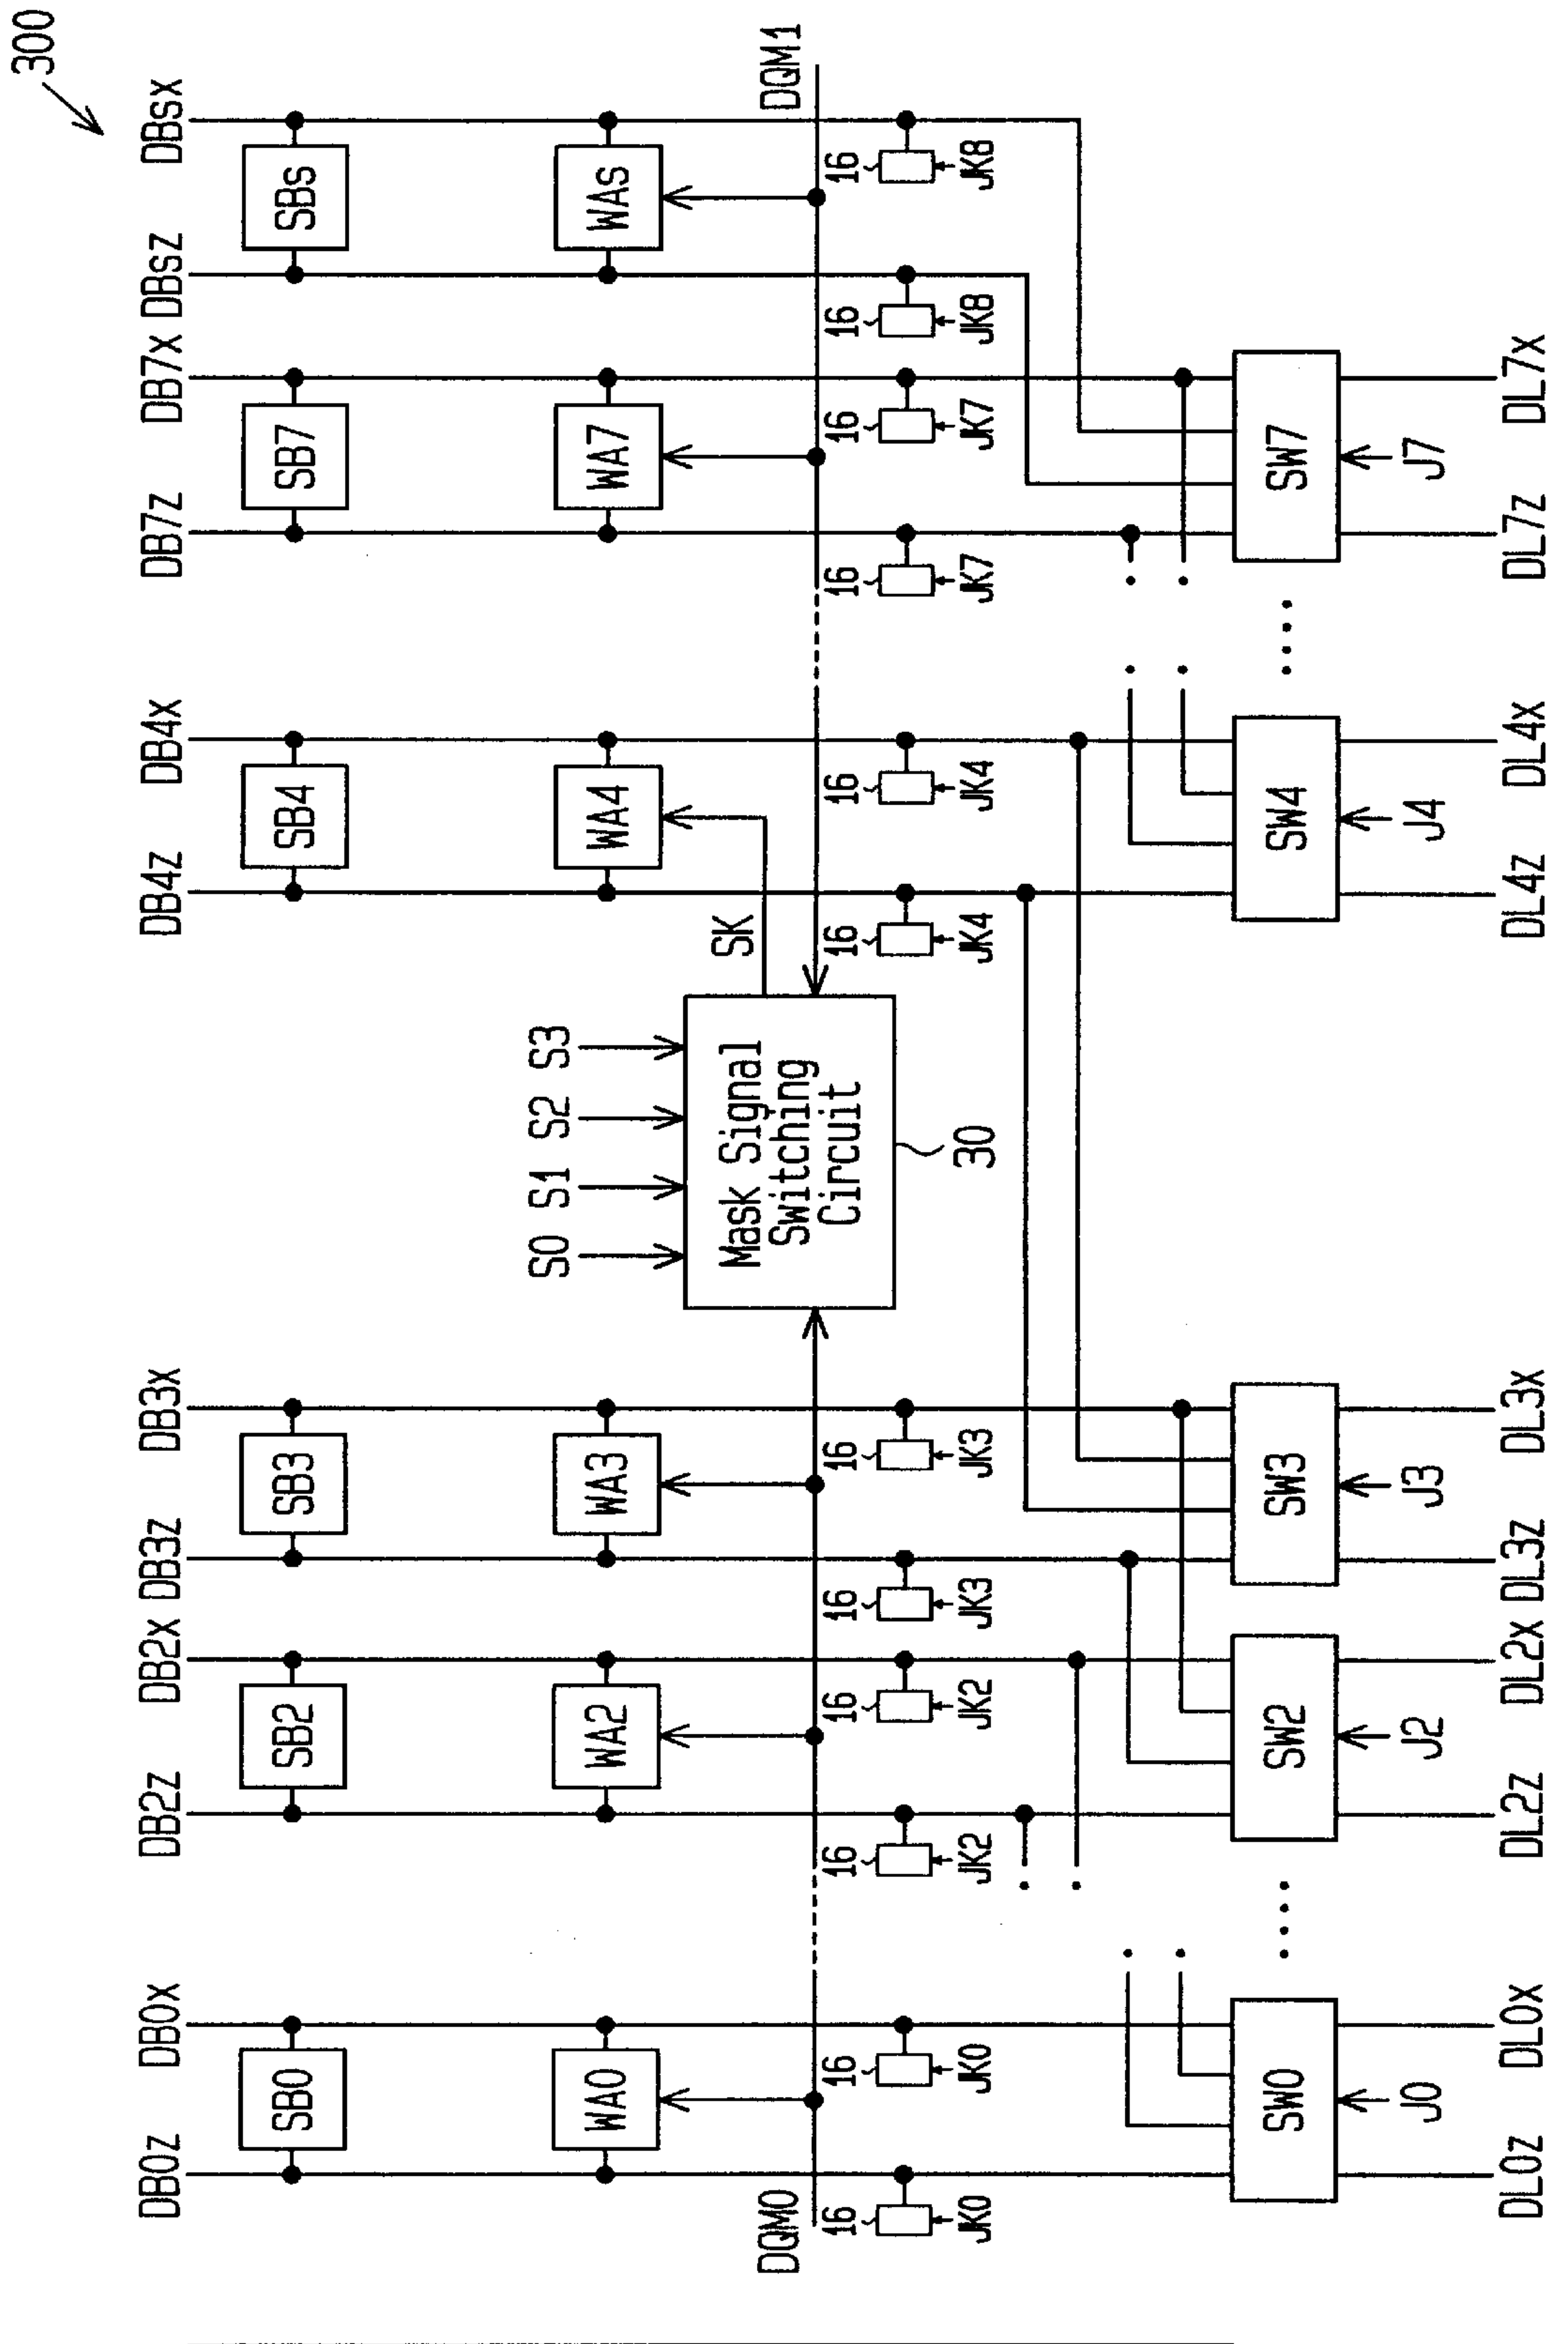 300
DB0z DB0x DB2z DB2x DB3z DB3x DB4z DB4x DB7z DB7x DBsz DBsx
SB0 SB2 SB3 SB4 SB7 SBs
S0 S1 S2 S3
WA0 WA2 WA3 WA4 WA7 WAs
SK
Mask Signal
Switching
Circuit
DQM0 DQM1
16 16 16 16 16 16 16 16 16 16 16 16
JK0 JK0 JK2 JK2 JK3 JK3 30 JK4 JK4 JK7 JK7 JK8 JK8
SW0 SW2 SW3 SW4 SW7
J0 J2 J3 J4 J7
DL0z DL0x DL2z DL2x DL3z DL3x DL4z DL4x DL7z DL7x